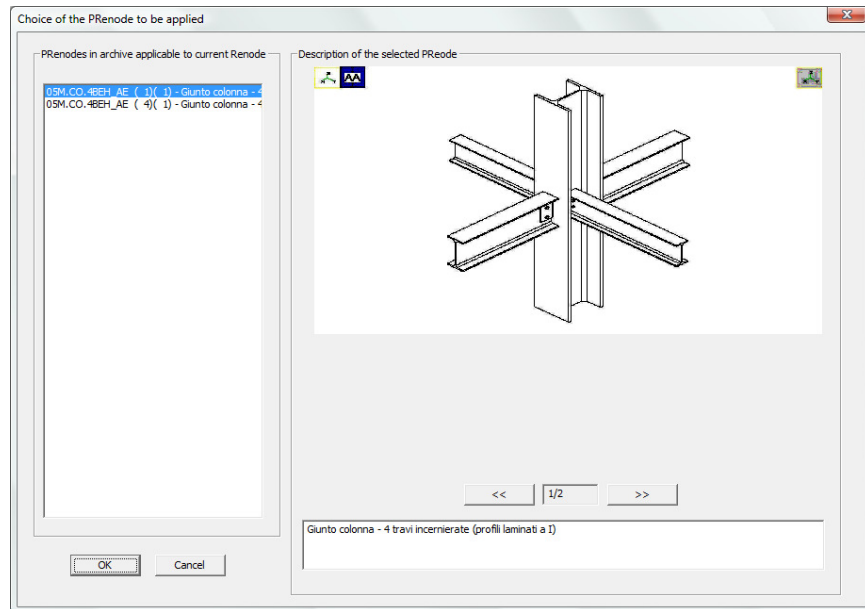 Choice of the PRenode to be applied
PRenodes in archive applicable to current Renode
05M.CO.4BEH_AE ( 1)( 1) - Giunto colonna - 4
05M.CO.4BEH_AE ( 4)( 1) - Giunto colonna - 4
OK
Cancel
Description of the selected PReode
AA
<<
1/2
>>
Giunto colonna - 4 travi incernierate (profili laminati a I)